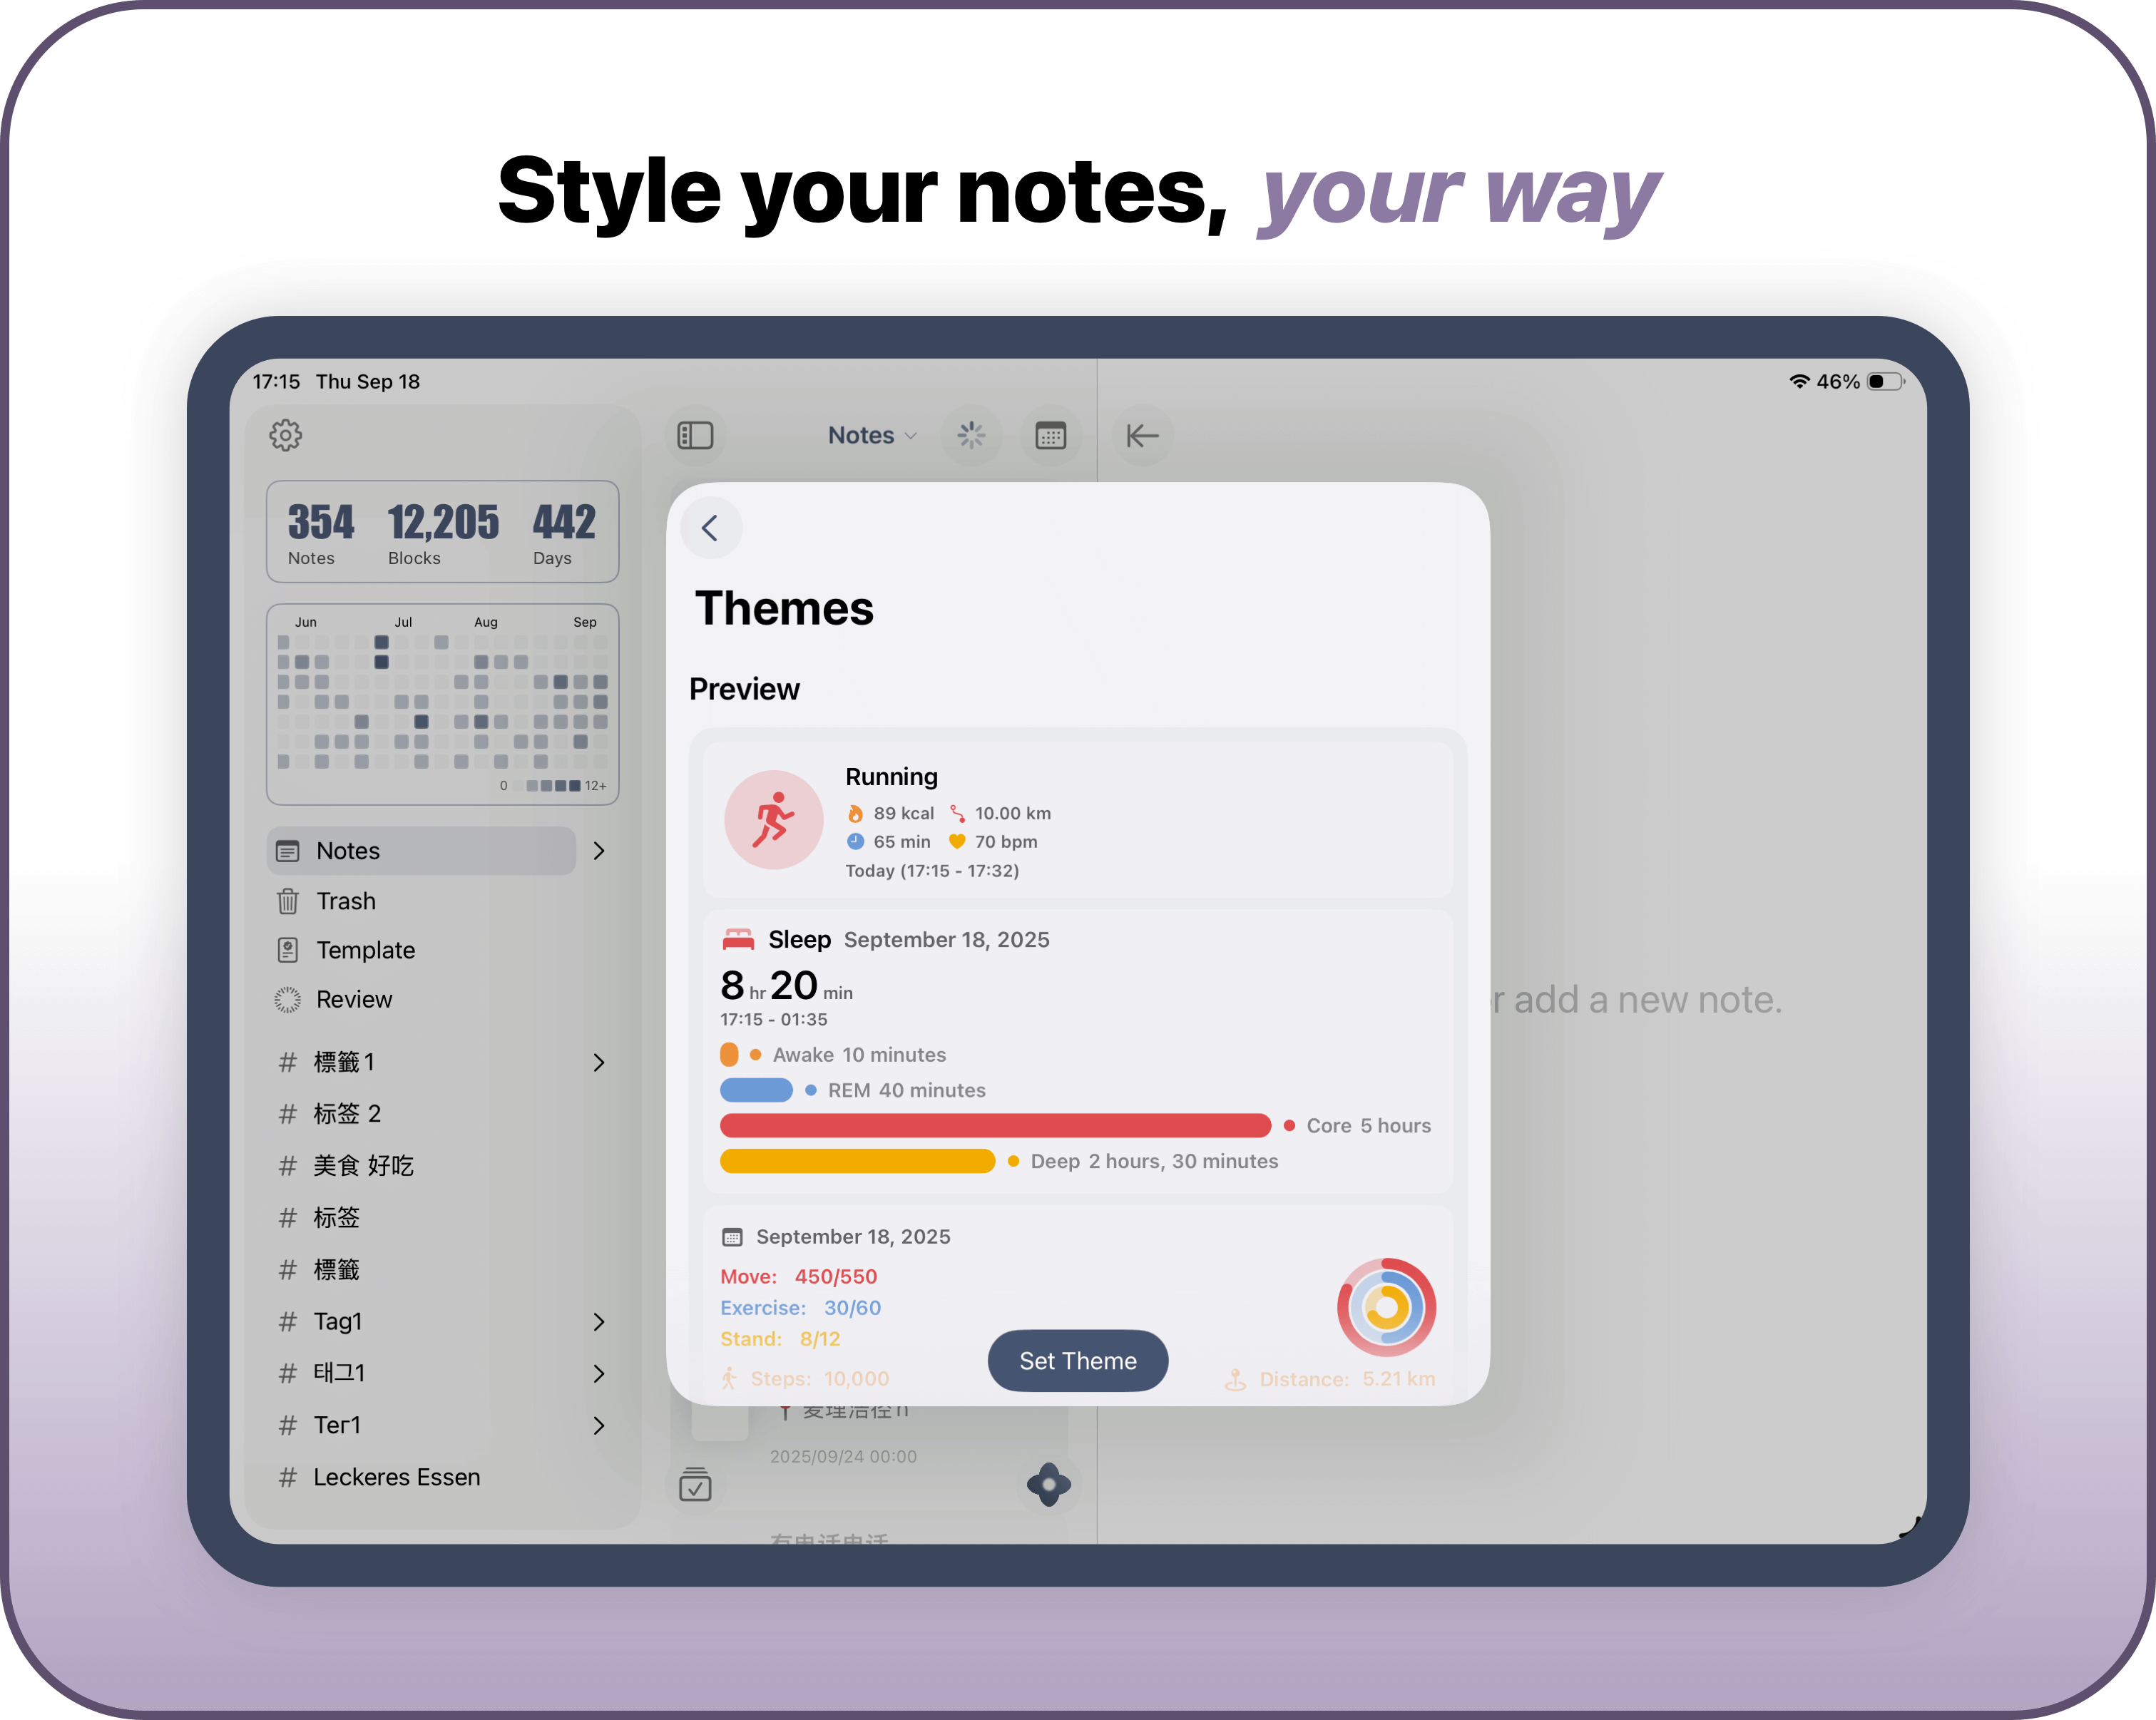 Style your notes, your way
17:15 Thu Sep 18
46%
Notes
354 12,205 442
Notes Blocks Days
Jun Jul Aug Sep
0 12+
Notes
Trash
Template
Review
# 標籤 1
# 标签 2
# 美食 好吃
# 标签
# 標籤
# Tag1
# 태그1
# Тег1
# Leckeres Essen
Themes
Preview
Running
89 kcal 10.00 km
65 min 70 bpm
Today (17:15 - 17:32)
Sleep September 18, 2025
8 hr 20 min
17:15 - 01:35
Awake 10 minutes
REM 40 minutes
Core 5 hours
Deep 2 hours, 30 minutes
September 18, 2025
Move: 450/550
Exercise: 30/60
Stand: 8/12
Steps: 10,000
Distance: 5.21 km
Set Theme
2025/09/24 00:00
add a new note.